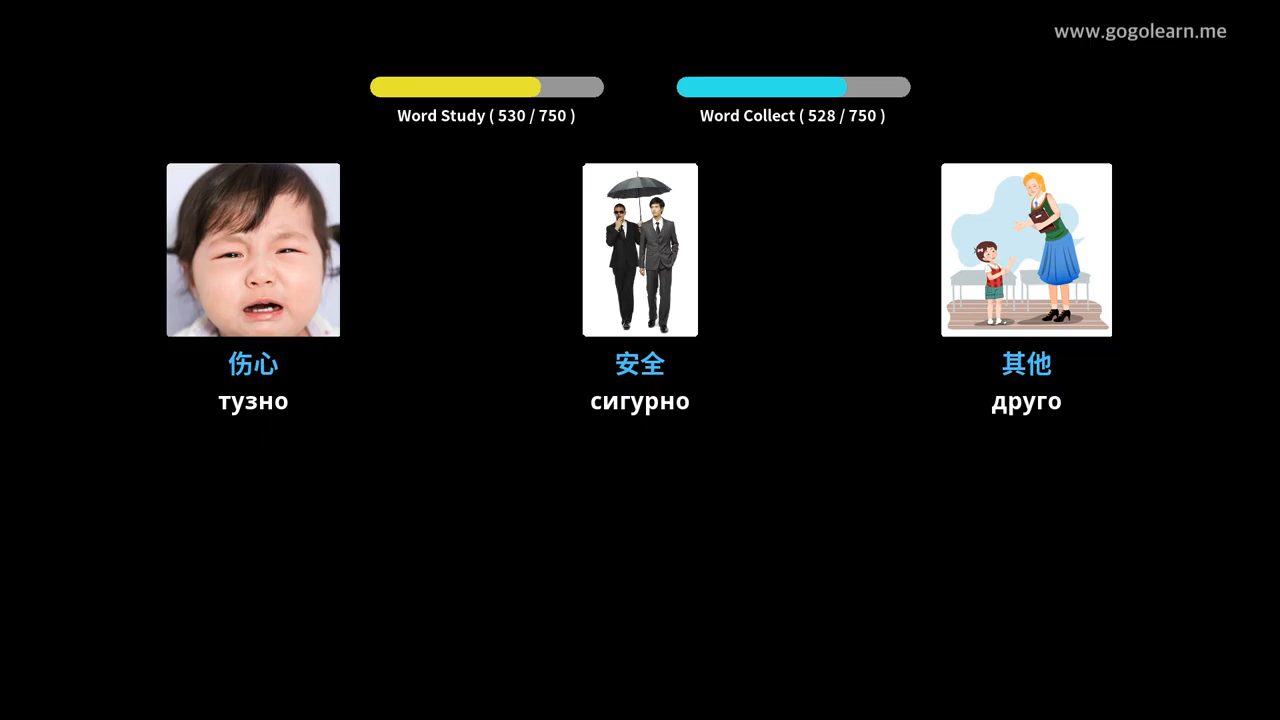 www.gogolearn.me
Word Study ( 530 / 750 )
Word Collect ( 528 / 750 )
伤心
安全
其他
тузно
сигурно
друго